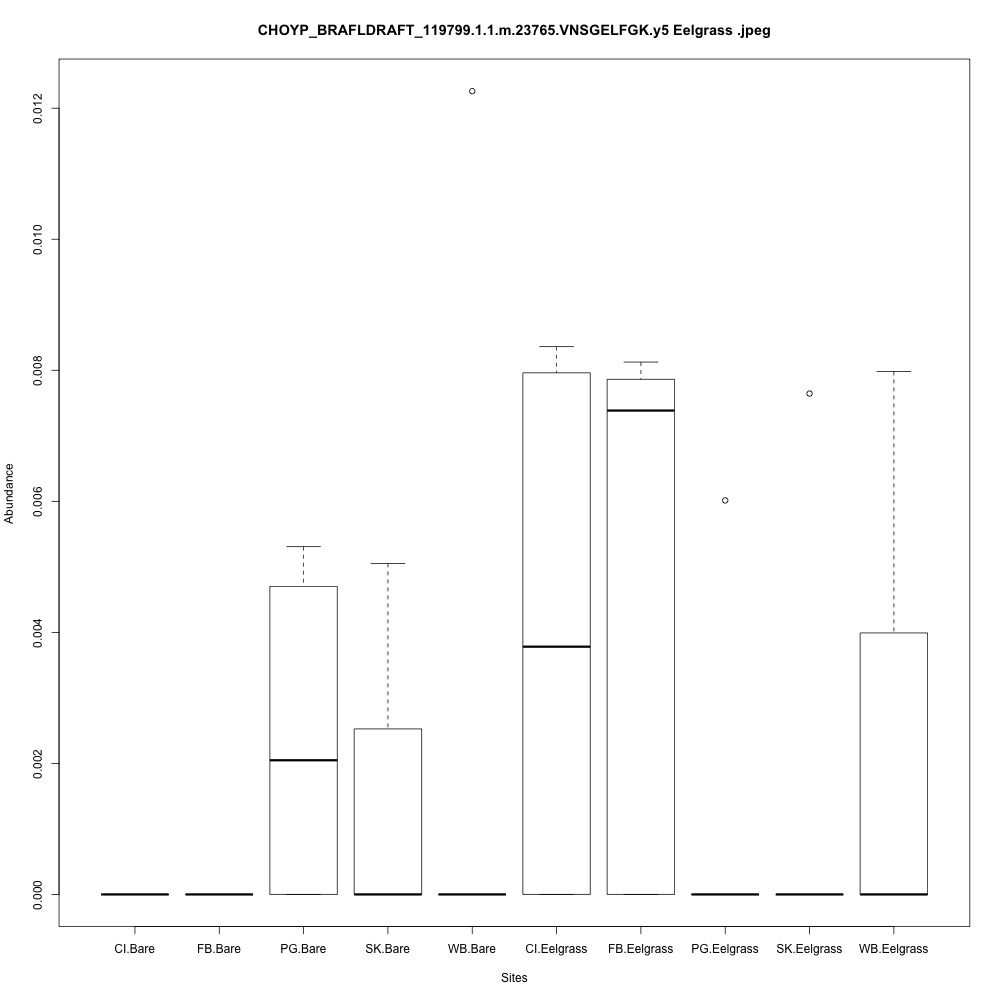 CHOYP_BRAFLDRAFT_119799.1.1.m.23765.VNSGELFGK.y5 Eelgrass .jpeg
0.012
0.010
0.008
0.006
0.004
0.002
0.000
Abundance
CI.Bare FB.Bare PG.Bare SK.Bare WB.Bare CI.Eelgrass FB.Eelgrass PG.Eelgrass SK.Eelgrass WB.Eelgrass
Sites